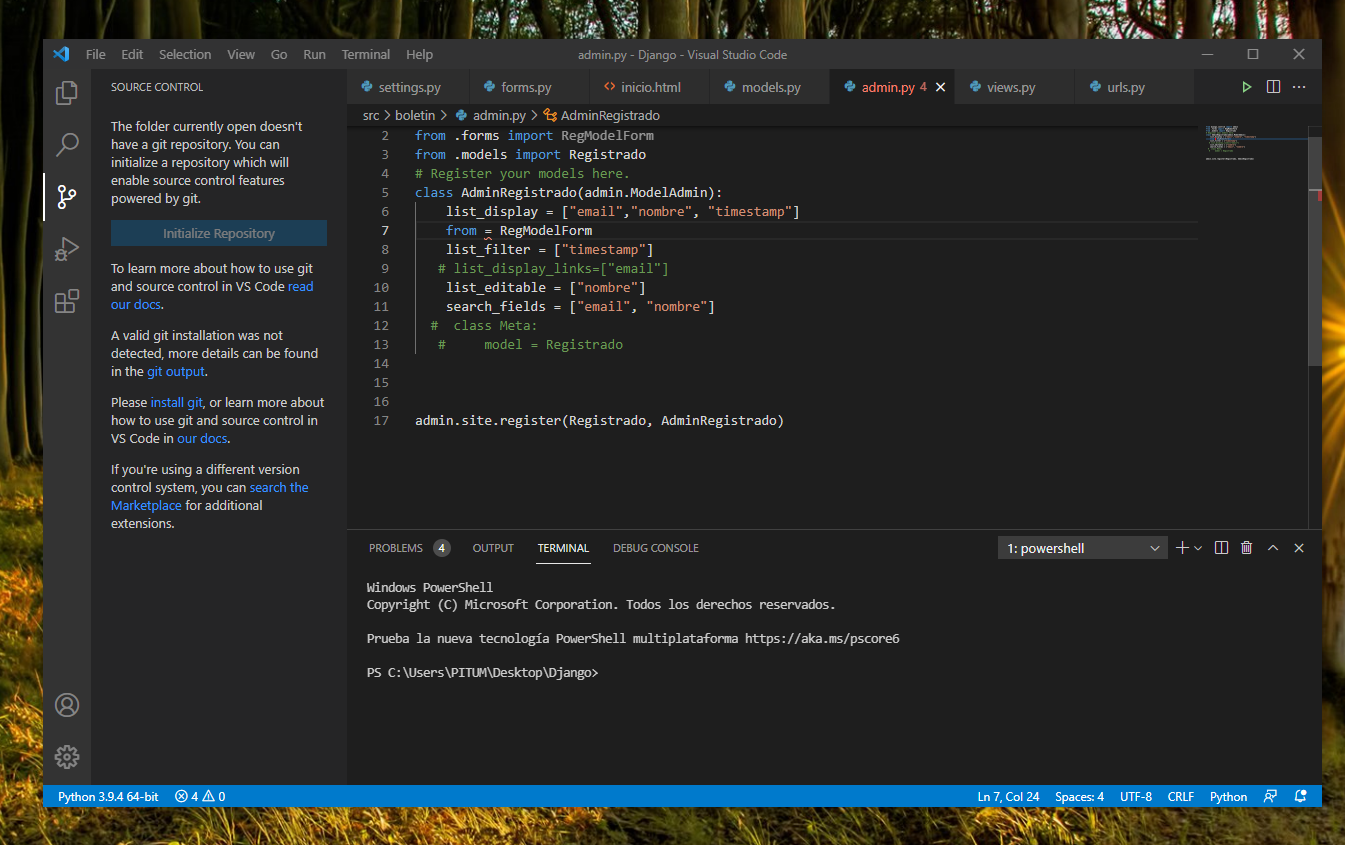 File Edit Selection View Go Run Terminal Help
admin.py - Django - Visual Studio Code
SOURCE CONTROL
The folder currently open doesn't
have a git repository. You can
initialize a repository which will
enable source control features
powered by git.
Initialize Repository
To learn more about how to use git
and source control in VS Code read
our docs.
A valid git installation was not
detected, more details can be found
in the git output.
Please install git, or learn more about
how to use git and source control in
VS Code in our docs.
If you're using a different version
control system, you can search the
Marketplace for additional
extensions.
settings.py forms.py inicio.html models.py admin.py 4 views.py urls.py
src > boletin > admin.py > AdminRegistrado
2 from .forms import RegModelForm
3 from .models import Registrado
4 # Register your models here.
5 class AdminRegistrado(admin.ModelAdmin):
6 list_display = ["email","nombre", "timestamp"]
7 from = RegModelForm
8 list_filter = ["timestamp"]
9 # list_display_links=["email"]
10 list_editable = ["nombre"]
11 search_fields = ["email", "nombre"]
12 # class Meta:
13 # model = Registrado
14
15
16
17 admin.site.register(Registrado, AdminRegistrado)
PROBLEMS 4 OUTPUT TERMINAL DEBUG CONSOLE 1: powershell
Windows PowerShell
Copyright (C) Microsoft Corporation. Todos los derechos reservados.
Prueba la nueva tecnología PowerShell multiplataforma https://aka.ms/pscore6
PS C:\Users\PITUM\Desktop\Django>
Python 3.9.4 64-bit 4 0 Ln 7, Col 24 Spaces: 4 UTF-8 CRLF Python